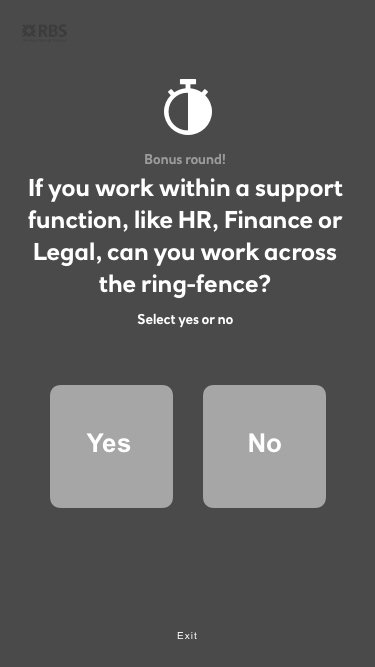 RBS
Bonus round!
If you work within a support
function, like HR, Finance or
Legal, can you work across
the ring-fence?
Select yes or no
Yes
No
Exit